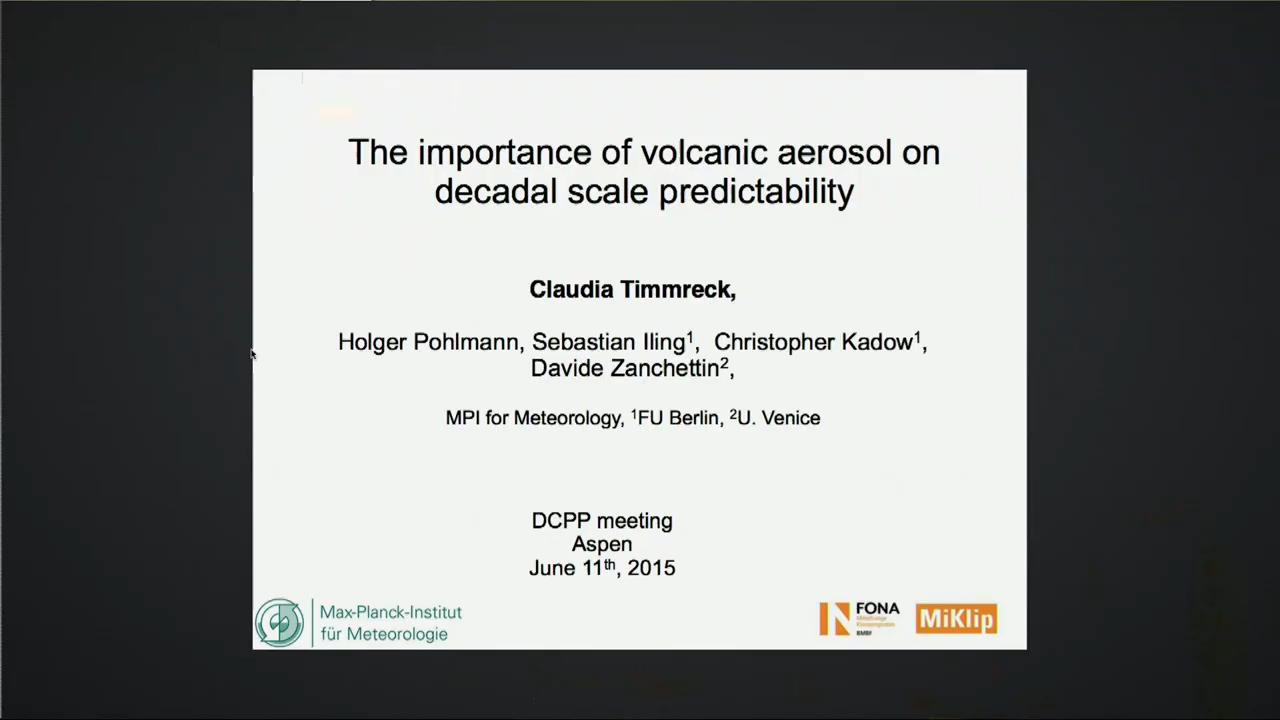 The importance of volcanic aerosol on
decadal scale predictability
Claudia Timmreck,
Holger Pohlmann, Sebastian Iling¹, Christopher Kadow¹,
Davide Zanchettin²,
MPI for Meteorology, ¹FU Berlin, ²U. Venice
DCPP meeting
Aspen
June 11th, 2015
Max-Planck-Institut
für Meteorologie
FONA
BMBF
MiKlip